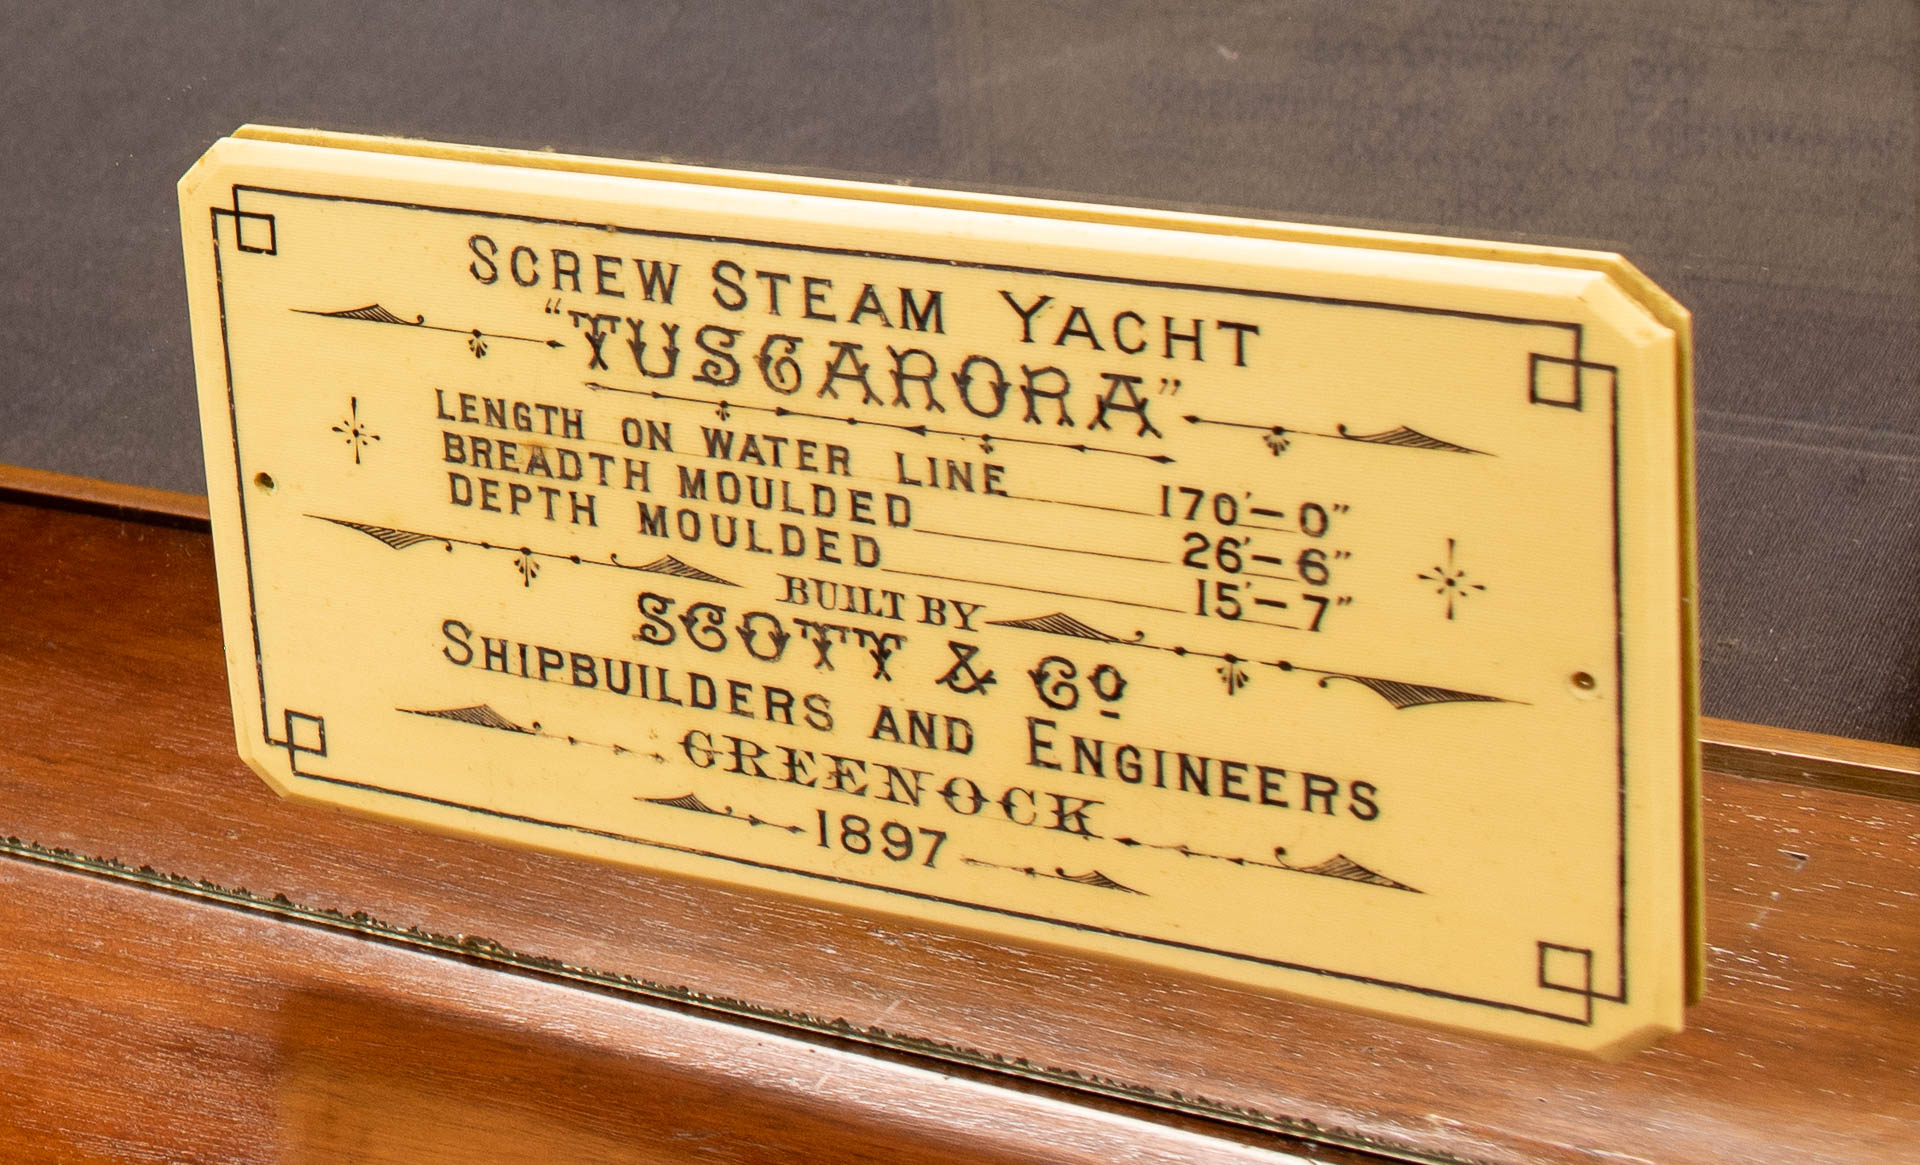 SCREW STEAM YACHT
"TUSCARORA"
LENGTH ON WATER LINE 170'-0"
BREADTH MOULDED 26'-6"
DEPTH MOULDED 15'-7"
BUILT BY
SCOTT & Co
SHIPBUILDERS AND ENGINEERS
GREENOCK
1897